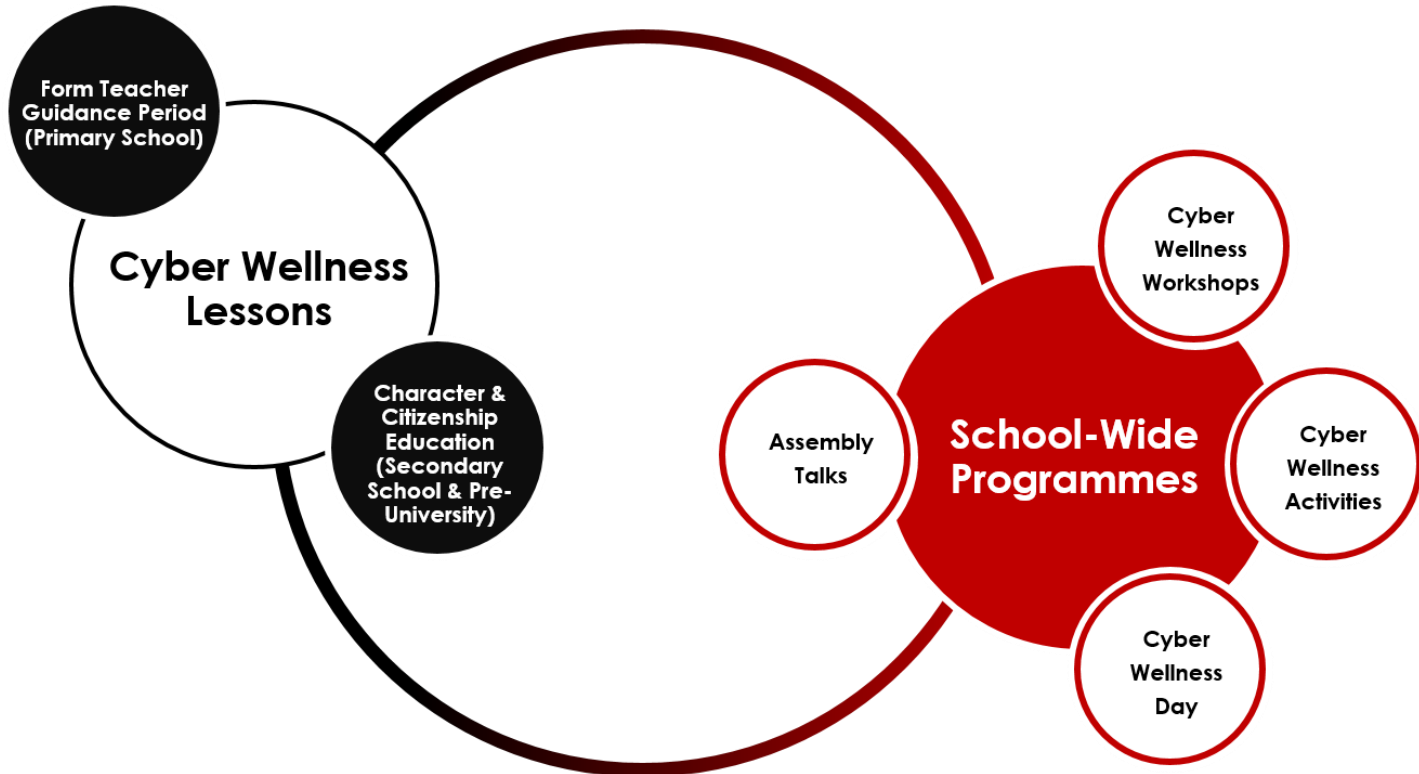 Form Teacher
Guidance Period
(Primary School)
Cyber Wellness
Lessons
Character &
Citizenship
Education
(Secondary
School & Pre-
University)
Assembly
Talks
School-Wide
Programmes
Cyber
Wellness
Workshops
Cyber
Wellness
Activities
Cyber
Wellness
Day